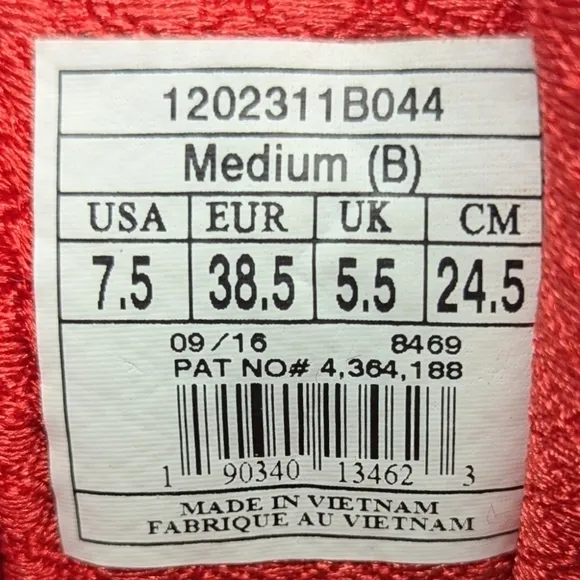 1202311B044
Medium (B)
USA EUR UK CM
7.5 38.5 5.5 24.5
09/16 8469
PAT NO# 4,364,188
1 90340 13462 3
MADE IN VIETNAM
FABRIQUE AU VIETNAM